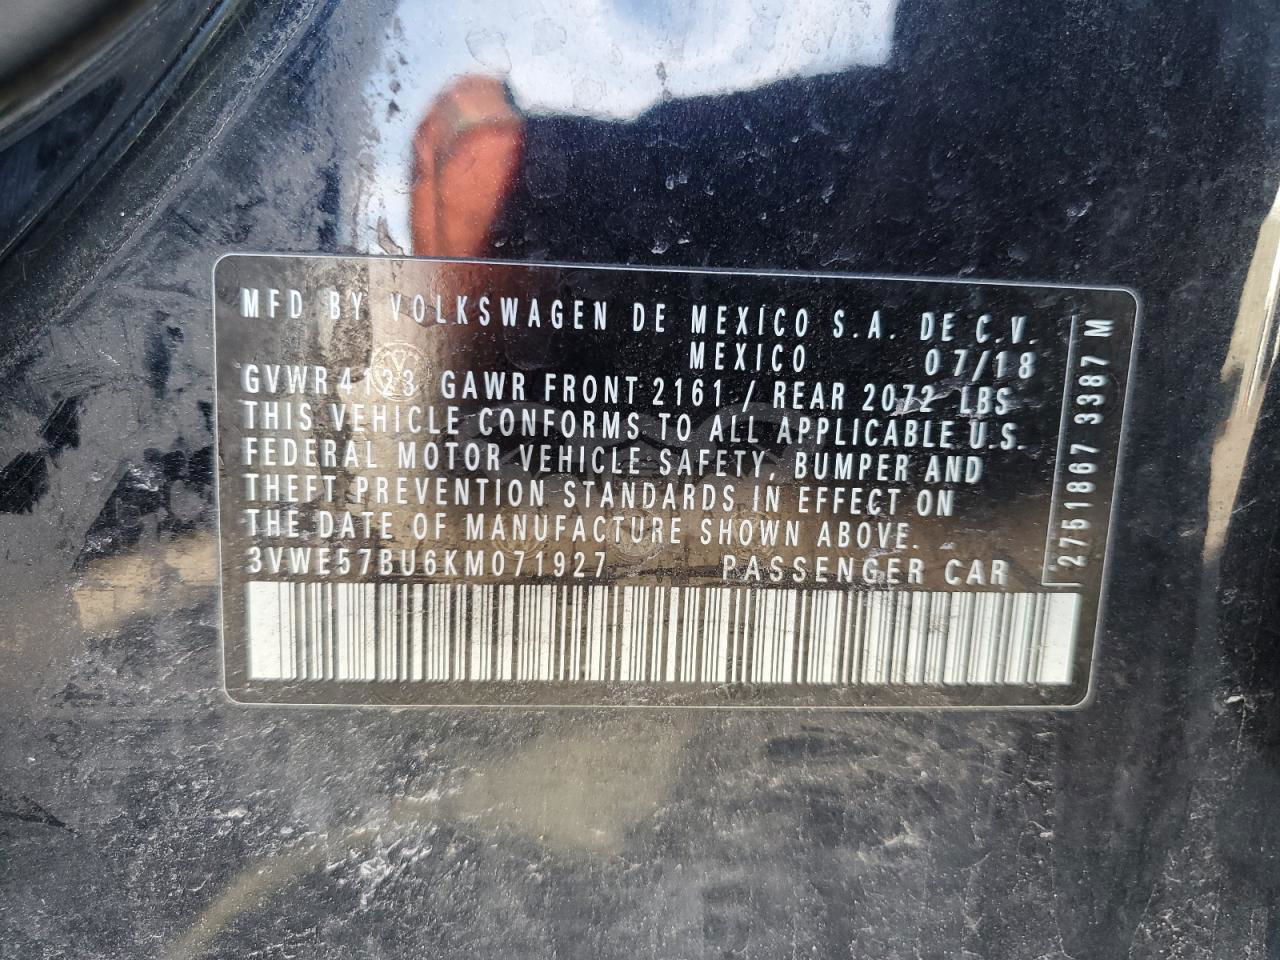 MFD BY VOLKSWAGEN DE MEXICO S.A. DE C.V.
MEXICO 07/18
GVWR 4123 GAWR FRONT 2161 / REAR 2072 LBS
THIS VEHICLE CONFORMS TO ALL APPLICABLE U.S.
FEDERAL MOTOR VEHICLE SAFETY, BUMPER AND
THEFT PREVENTION STANDARDS IN EFFECT ON
THE DATE OF MANUFACTURE SHOWN ABOVE.
3VWE57BU6KM071927 PASSENGER CAR
2751867 3387 M